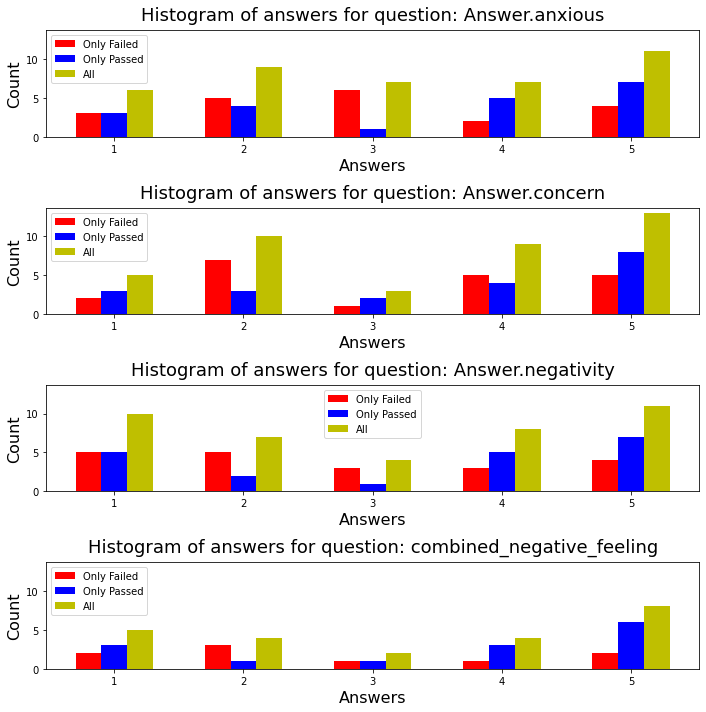 Histogram of answers for question: Answer.anxious
Count
10
5
0
Only Failed
Only Passed
All
1 2 3 4 5
Answers
Histogram of answers for question: Answer.concern
Count
10
5
0
Only Failed
Only Passed
All
1 2 3 4 5
Answers
Histogram of answers for question: Answer.negativity
Count
10
5
0
Only Failed
Only Passed
All
1 2 3 4 5
Answers
Histogram of answers for question: combined_negative_feeling
Count
10
5
0
Only Failed
Only Passed
All
1 2 3 4 5
Answers